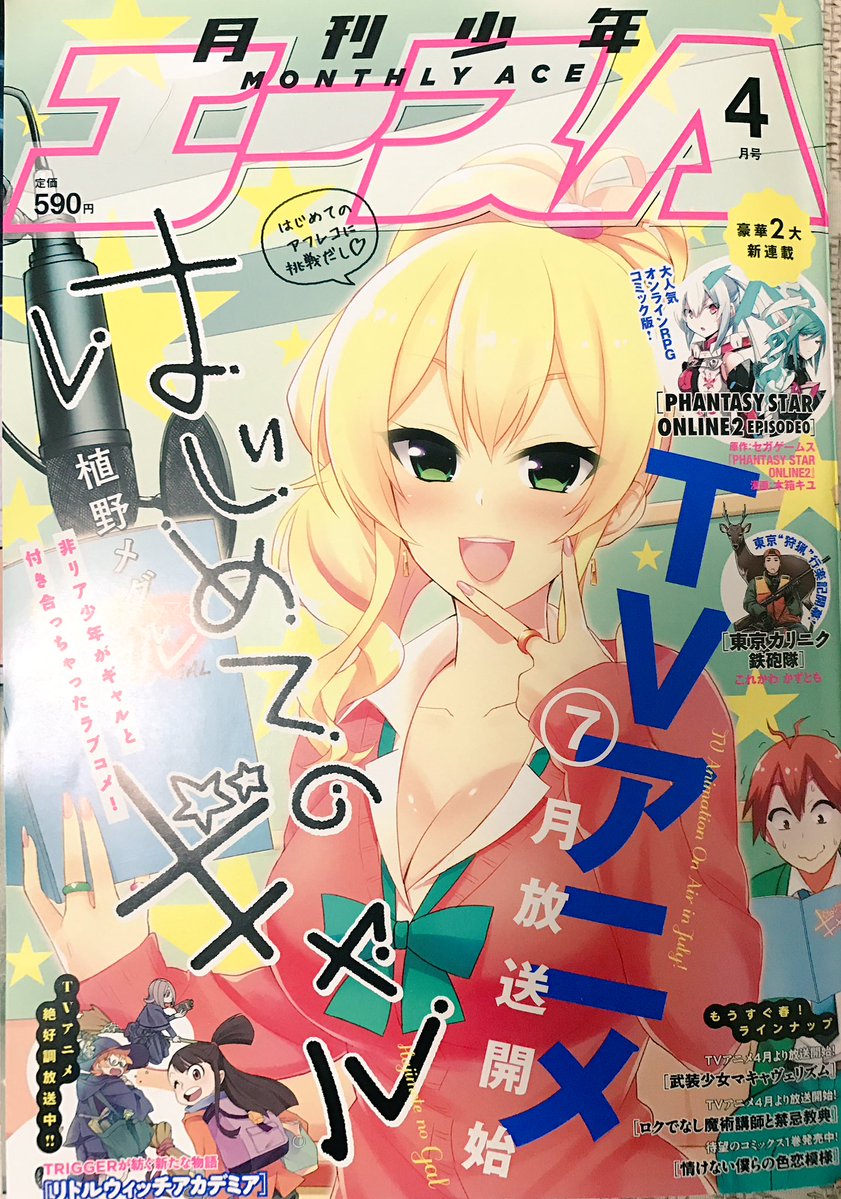 月刊少年
MONTHLY ACE
エースA
4
月号
定価
590円
はじめての
アフレコに
挑戦だし♡
豪華2大
新連載
大人気
オンラインRPG
コミック版!
[PHANTASY STAR
ONLINE2 EPISODE0]
原作:セガゲームス
『PHANTASY STAR
ONLINE2』
漫画:本箱キユ
はじめてのギャル
植野メグル
非リア少年がギャルと
付き合っちゃったラブコメー
Hajimete no Gal
TVアニメ
⑦月放送開始
TV Animation On Air in July!
東京“狩猟”行楽記開幕!
[東京カリニク
鉄砲隊]
これかわ かずとも
TVアニメ
絶好調放送中!!
TRIGGERが紡ぐ新たな物語
[リトルウィッチアカデミア]
もうすぐ春!
ラインナップ
TVアニメ4月より放送開始!
[武装少女マキャヴェリズム]
TVアニメ4月より放送開始!
[ロクでなし魔術講師と禁忌教典]
待望のコミックス1巻発売中!
[情けない僕らの色恋模様]